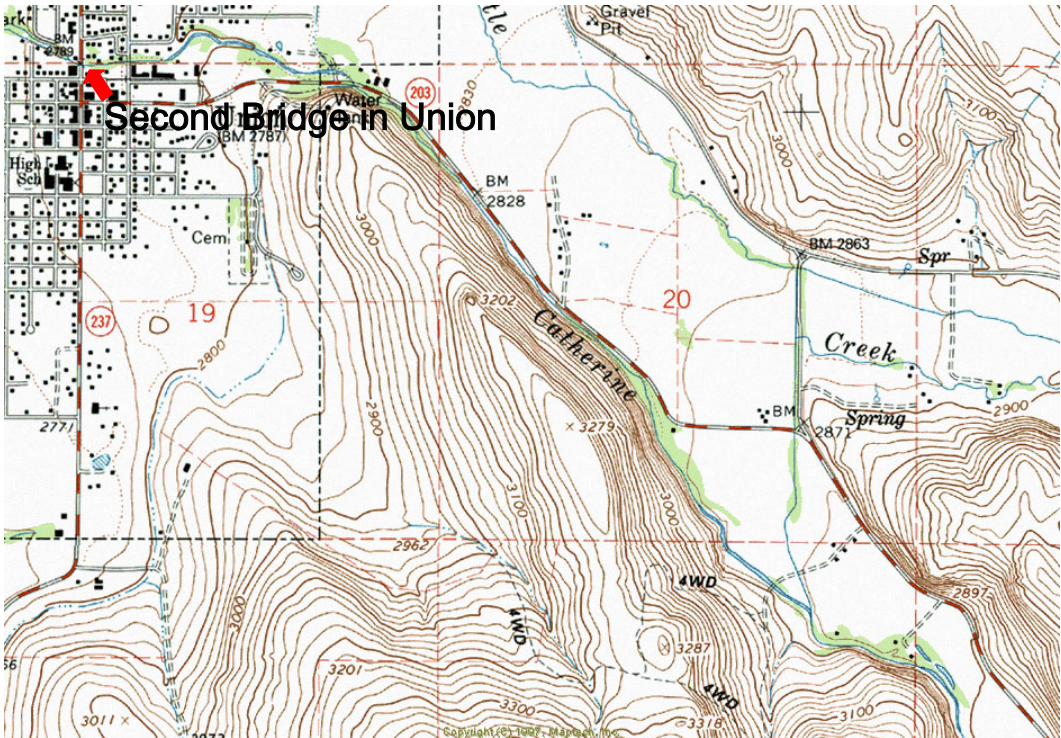 ark
BM
2789
Gravel
Pit
203
Second Bridge in Union
Water
(BM 2787)
3100
3000
High
Sch
BM
2828
3000
Cem
BM 2863
Spr
3202
20
19
237
Catherine
Creek
2800
2900
2900
BM
2871
Spring
2771
3279
3100
3000
2962
4WD
2897
4WD
3000
3287
3201
4WD
3300
3318
3100
3011
Copyright (C) 1997, Maptech, Inc.